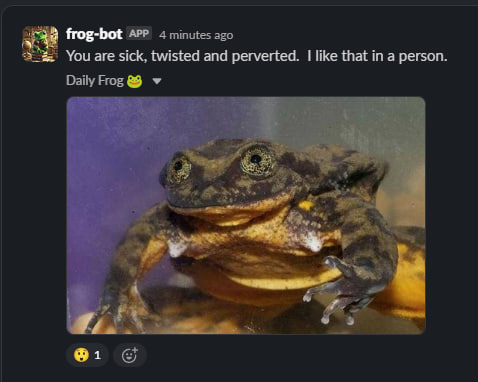 frog-bot APP 4 minutes ago
You are sick, twisted and perverted.  I like that in a person.
Daily Frog 🐸
😲 1